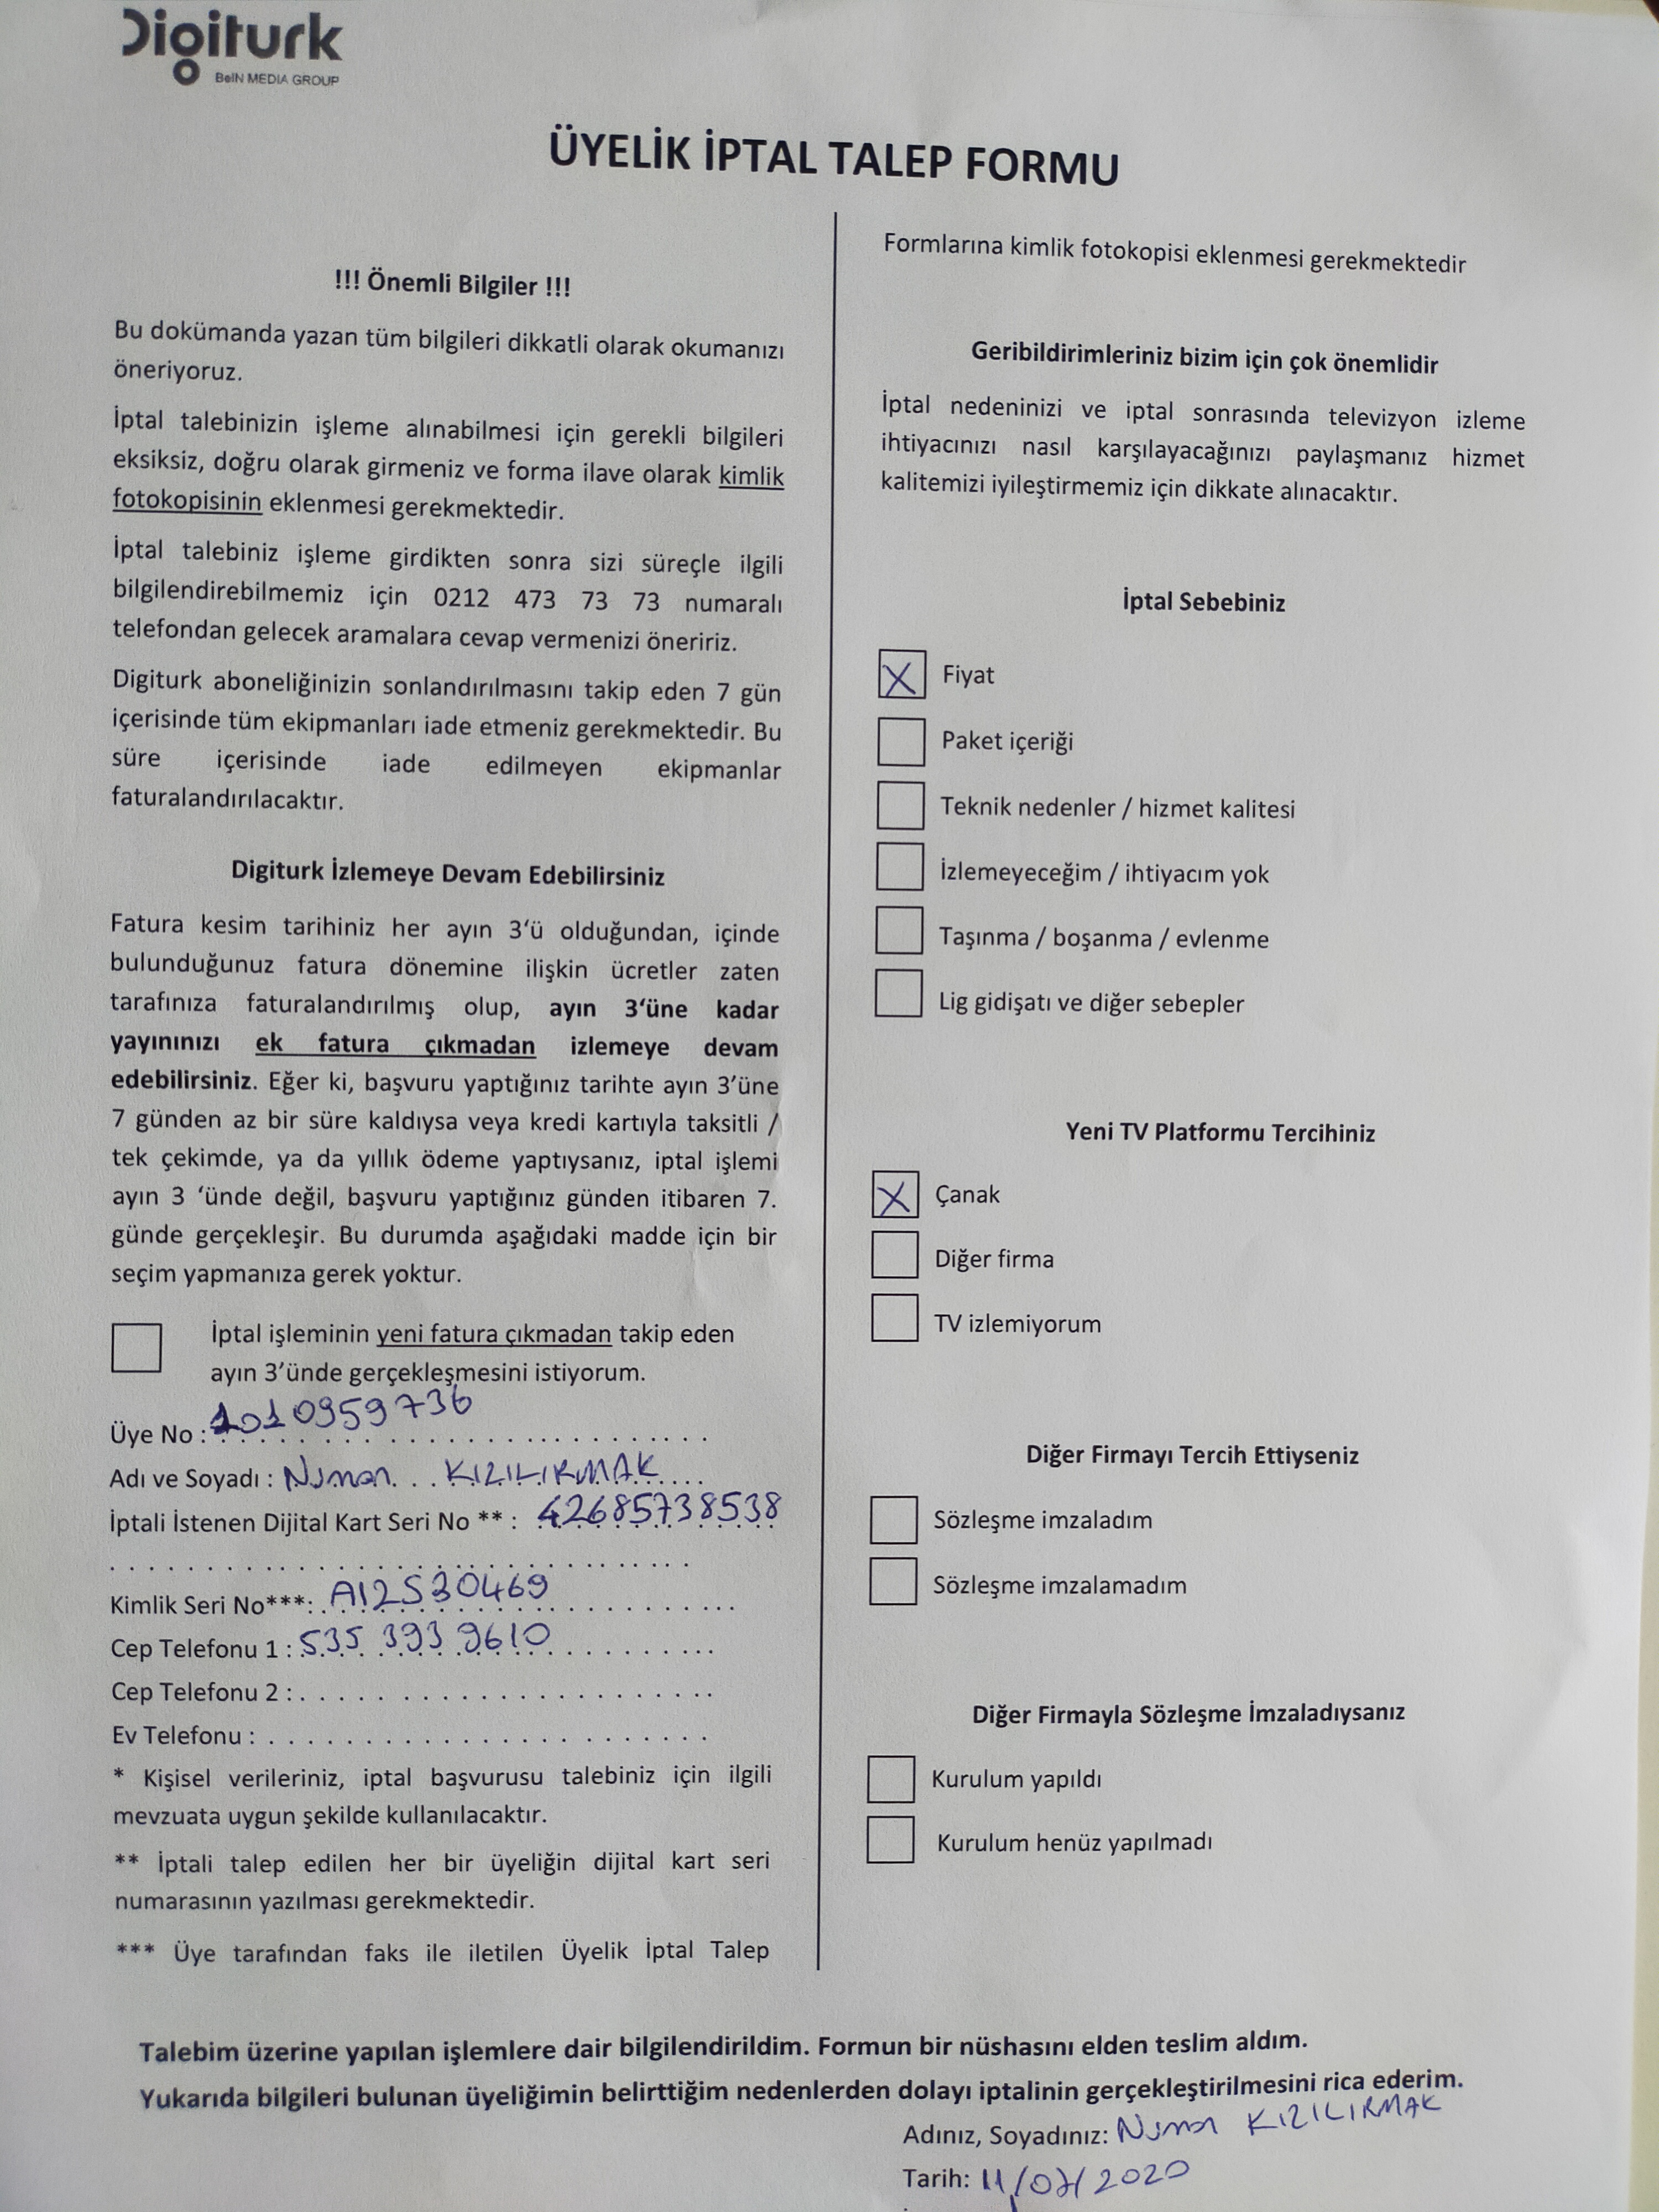 Digiturk
BeIN MEDIA GROUP
ÜYELİK İPTAL TALEP FORMU
!!! Önemli Bilgiler !!!
Bu dokümanda yazan tüm bilgileri dikkatli olarak okumanızı
öneriyoruz.
İptal talebinizin işleme alınabilmesi için gerekli bilgileri
eksiksiz, doğru olarak girmeniz ve forma ilave olarak kimlik
fotokopisinin eklenmesi gerekmektedir.
İptal talebiniz işleme girdikten sonra sizi süreçle ilgili
bilgilendirebilmemiz için 0212 473 73 73 numaralı
telefondan gelecek aramalara cevap vermenizi öneririz.
Digiturk aboneliğinizin sonlandırılmasını takip eden 7 gün
içerisinde tüm ekipmanları iade etmeniz gerekmektedir. Bu
süre içerisinde iade edilmeyen ekipmanlar
faturalandırılacaktır.
Digiturk İzlemeye Devam Edebilirsiniz
Fatura kesim tarihiniz her ayın 3'ü olduğundan, içinde
bulunduğunuz fatura dönemine ilişkin ücretler zaten
tarafınıza faturalandırılmış olup, ayın 3'üne kadar
yayınınızı ek fatura çıkmadan izlemeye devam
edebilirsiniz. Eğer ki, başvuru yaptığınız tarihte ayın 3'üne
7 günden az bir süre kaldıysa veya kredi kartıyla taksitli /
tek çekimde, ya da yıllık ödeme yaptıysanız, iptal işlemi
ayın 3 'ünde değil, başvuru yaptığınız günden itibaren 7.
günde gerçekleşir. Bu durumda aşağıdaki madde için bir
seçim yapmanıza gerek yoktur.
İptal işleminin yeni fatura çıkmadan takip eden
ayın 3'ünde gerçekleşmesini istiyorum.
Üye No : 1010959736
Adı ve Soyadı : Numan KIZILIRMAK
İptali İstenen Dijital Kart Seri No ** : 42685738538
Kimlik Seri No***: A12S30469
Cep Telefonu 1 : 535 393 9610
Cep Telefonu 2 :
Ev Telefonu :
* Kişisel verileriniz, iptal başvurusu talebiniz için ilgili
mevzuata uygun şekilde kullanılacaktır.
** İptali talep edilen her bir üyeliğin dijital kart seri
numarasının yazılması gerekmektedir.
*** Üye tarafından faks ile iletilen Üyelik İptal Talep
Formlarına kimlik fotokopisi eklenmesi gerekmektedir
Geribildirimleriniz bizim için çok önemlidir
İptal nedeninizi ve iptal sonrasında televizyon izleme
ihtiyacınızı nasıl karşılayacağınızı paylaşmanız hizmet
kalitemizi iyileştirmemiz için dikkate alınacaktır.
İptal Sebebiniz
X Fiyat
Paket içeriği
Teknik nedenler / hizmet kalitesi
İzlemeyeceğim / ihtiyacım yok
Taşınma / boşanma / evlenme
Lig gidişatı ve diğer sebepler
Yeni TV Platformu Tercihiniz
X Çanak
Diğer firma
TV izlemiyorum
Diğer Firmayı Tercih Ettiyseniz
Sözleşme imzaladım
Sözleşme imzalamadım
Diğer Firmayla Sözleşme İmzaladıysanız
Kurulum yapıldı
Kurulum henüz yapılmadı
Talebim üzerine yapılan işlemlere dair bilgilendirildim. Formun bir nüshasını elden teslim aldım.
Yukarıda bilgileri bulunan üyeliğimin belirttiğim nedenlerden dolayı iptalinin gerçekleştirilmesini rica ederim.
Adınız, Soyadınız: Numan KIZILIRMAK
Tarih: 11/07/2020